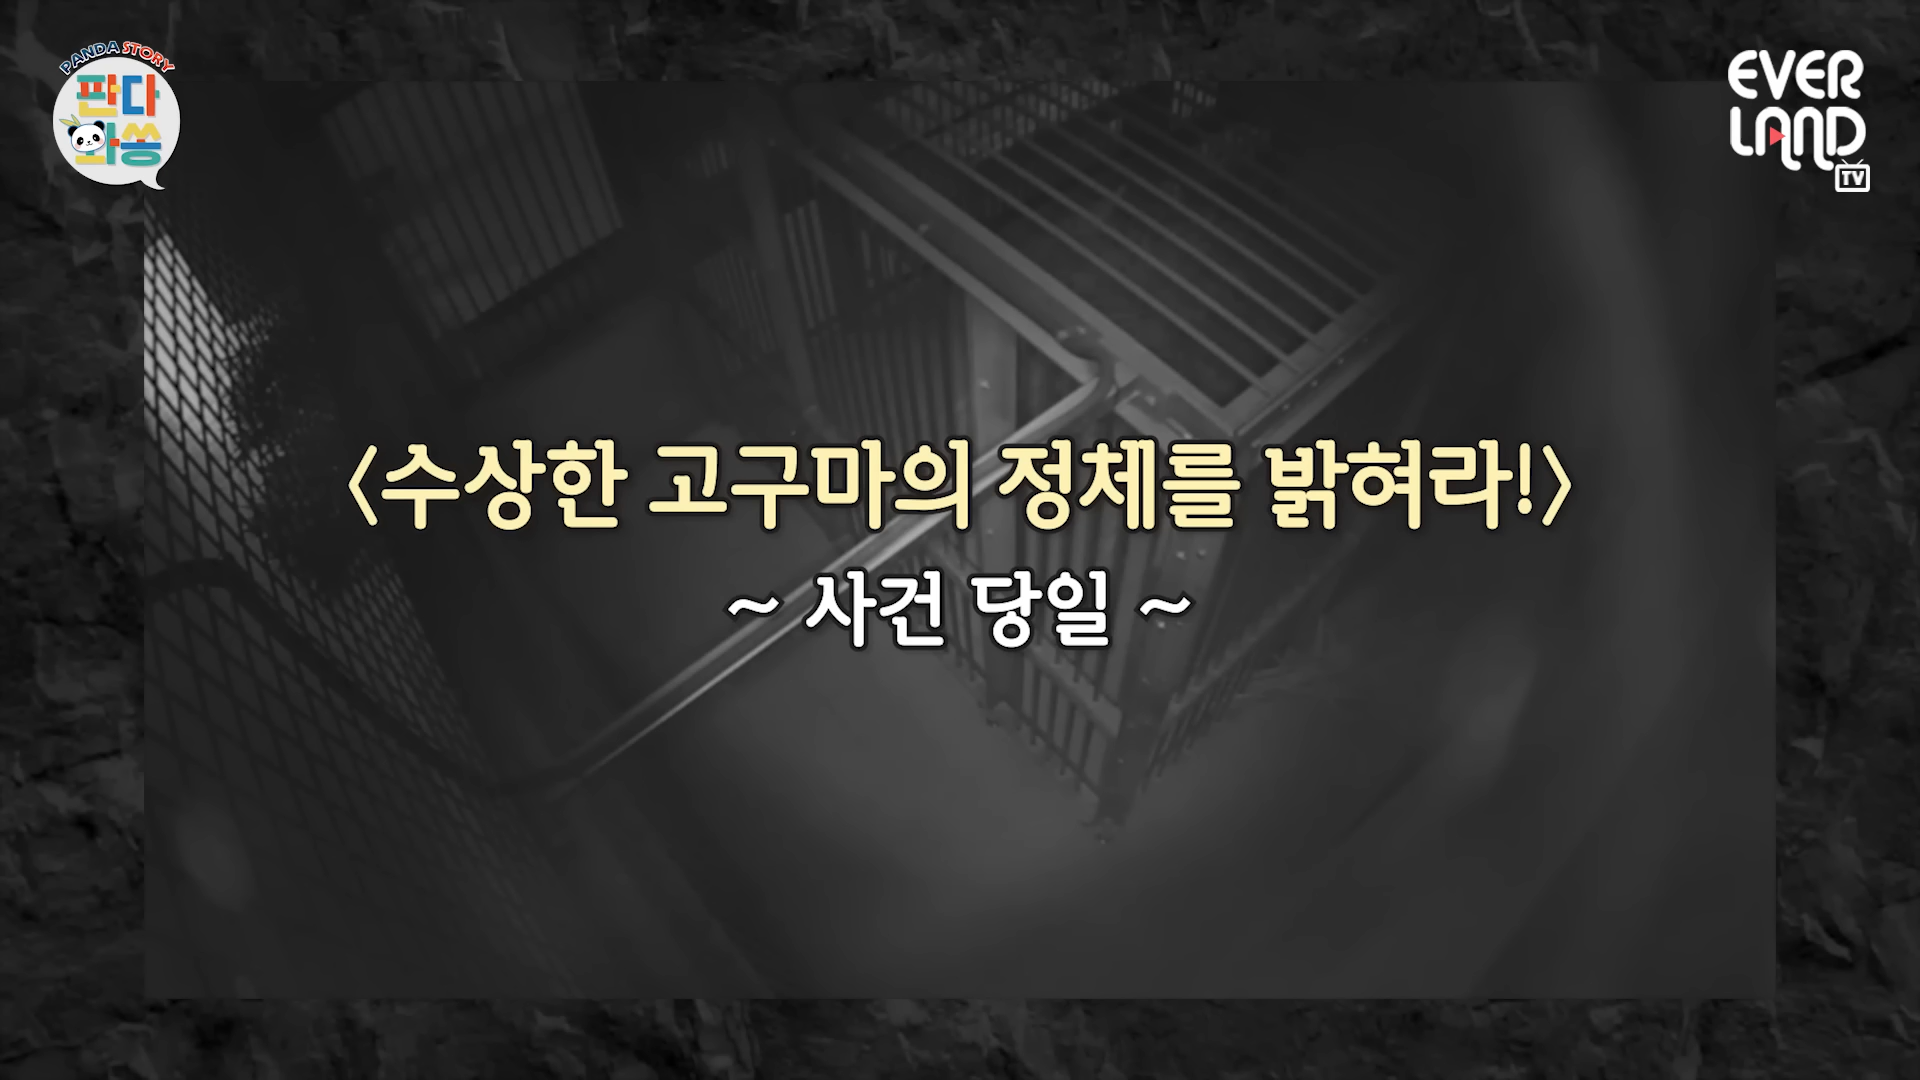 PANDA STORY
판다
와쏭
EVER
LAND
TV
<수상한 고구마의 정체를 밝혀라!>
~ 사건 당일 ~